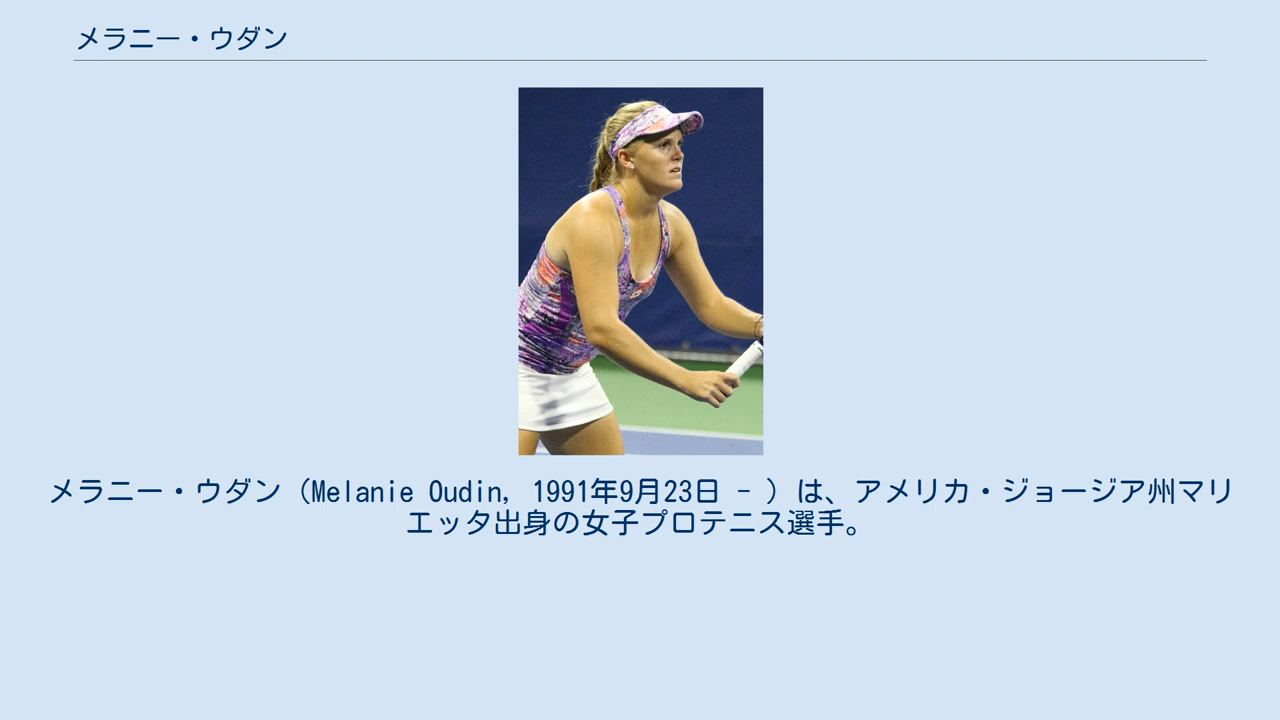 メラニー・ウダン
メラニー・ウダン（Melanie Oudin, 1991年9月23日 - ）は、アメリカ・ジョージア州マリ
エッタ出身の女子プロテニス選手。